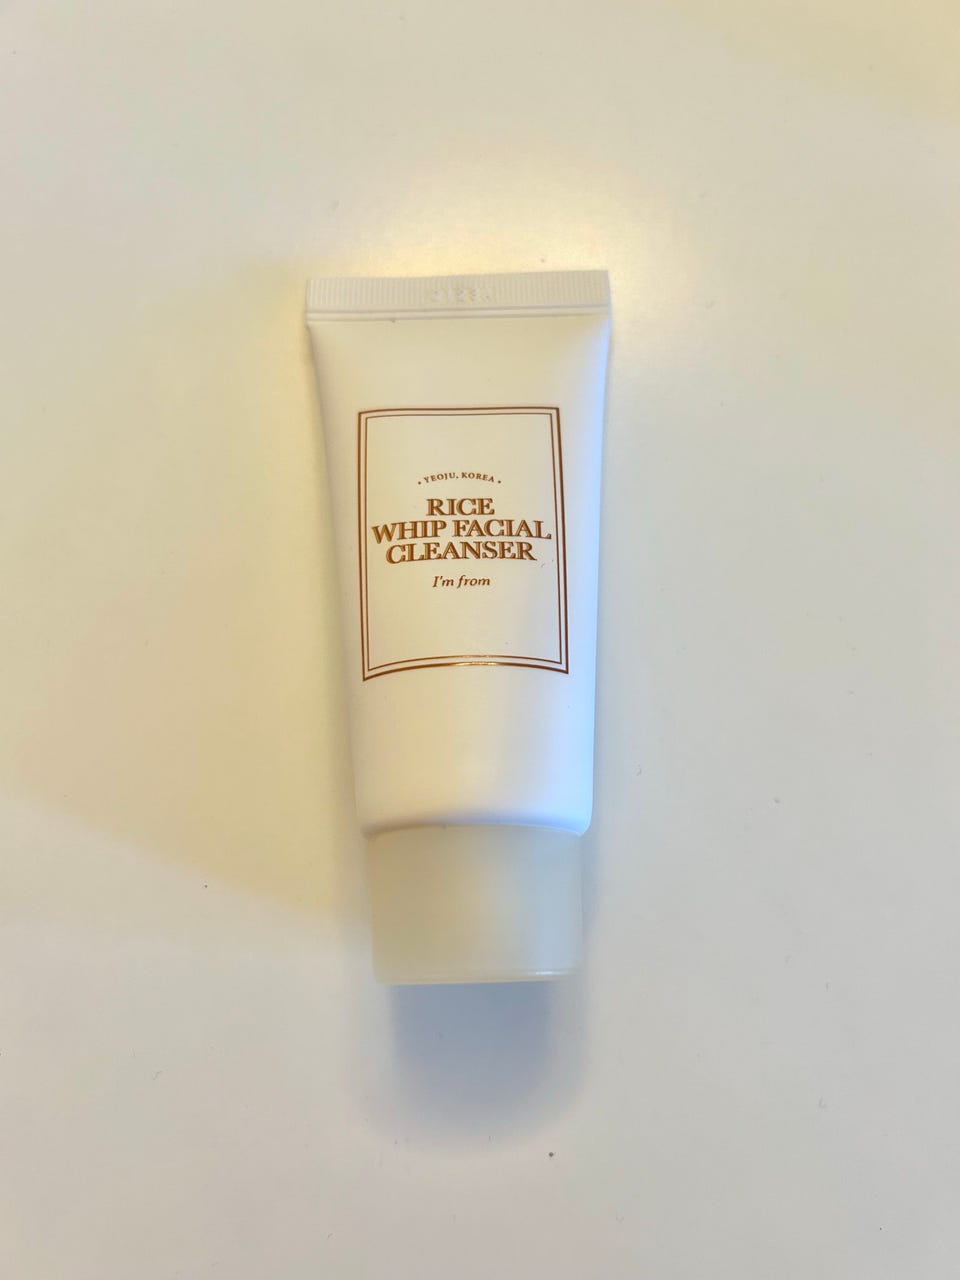 • YEOJU, KOREA •
RICE
WHIP FACIAL
CLEANSER
I'm from